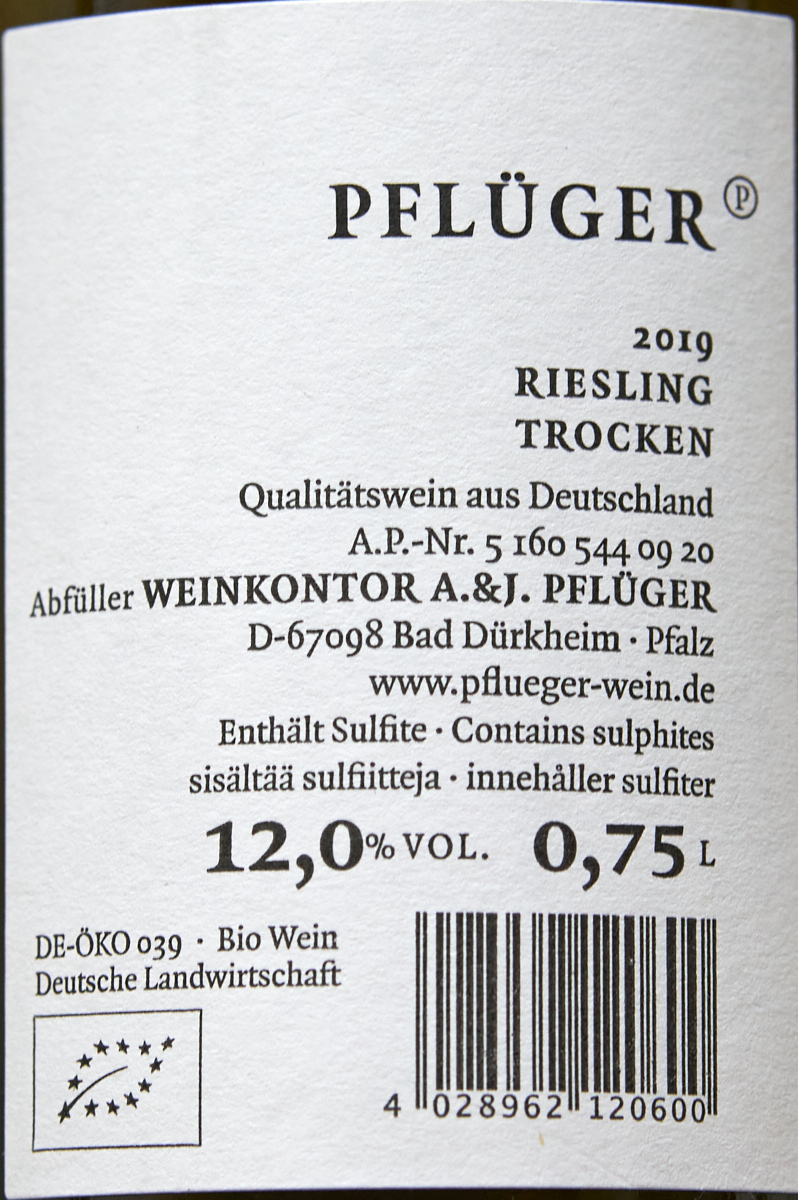 PFLÜGER Ⓟ
2019
RIESLING
TROCKEN
Qualitätswein aus Deutschland
A.P.-Nr. 5 160 544 09 20
Abfüller WEINKONTOR A.&J. PFLÜGER
D-67098 Bad Dürkheim · Pfalz
www.pflueger-wein.de
Enthält Sulfite · Contains sulphites
sisältää sulfiitteja · innehåller sulfiter
12,0% VOL. 0,75 L
DE-ÖKO 039 · Bio Wein
Deutsche Landwirtschaft
4 028962 120600